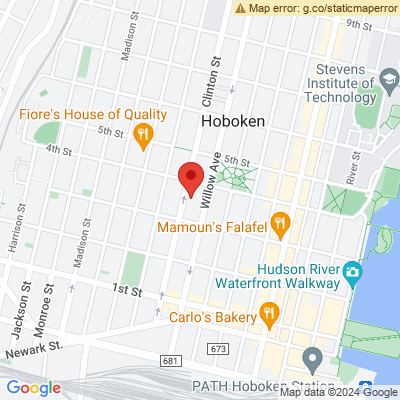 Map error: g.co/staticmaperror
9th St
Madison St
Clinton St
Stevens
Institute of
Technology
Fiore's House of Quality
Hoboken
5th St
4th St
5th St
River St
Willow Ave
Harrison St
Madison St
Mamoun's Falafel
Hudson River
Waterfront Walkway
Jackson St
Monroe St
1st St
Carlo's Bakery
Newark St.
673
681
PATH Hoboken Station
Google
Map data ©2024 Google